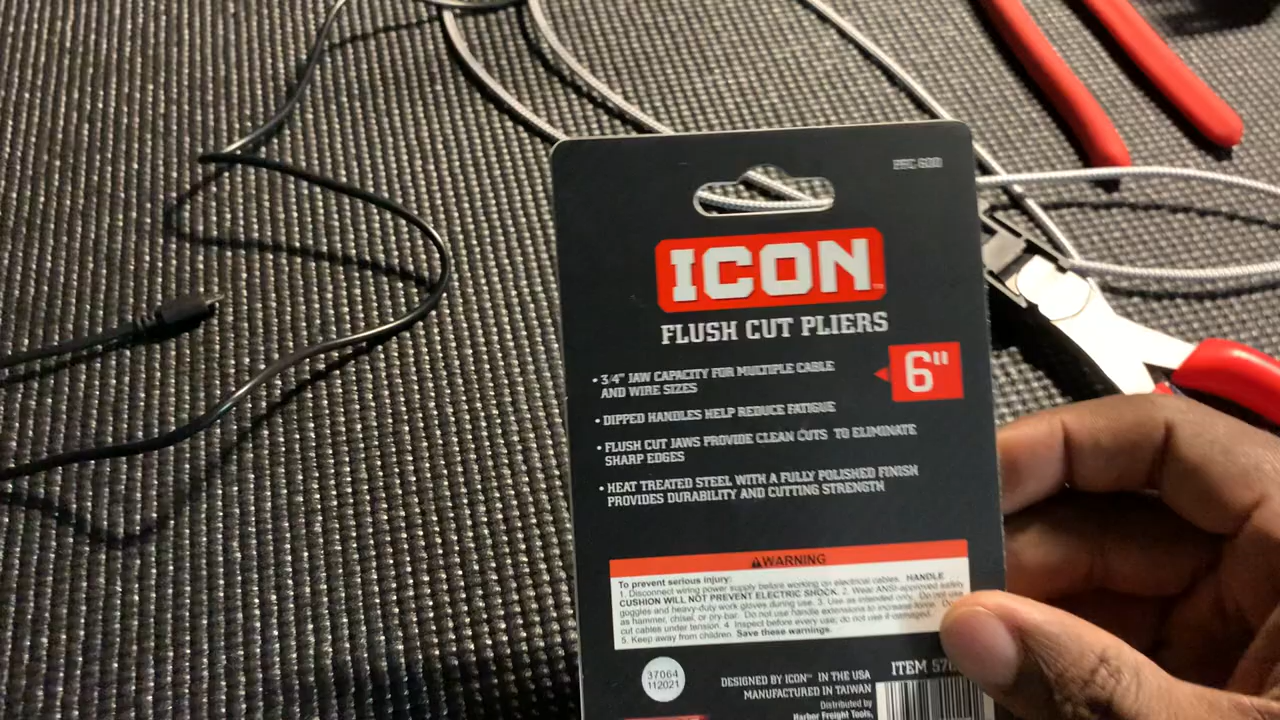 ICON™
FLUSH CUT PLIERS
6"
• 3/4" JAW CAPACITY FOR MULTIPLE CABLE
AND WIRE SIZES
• DIPPED HANDLES HELP REDUCE FATIGUE
• FLUSH CUT JAWS PROVIDE CLEAN CUTS TO ELIMINATE
SHARP EDGES
• HEAT TREATED STEEL WITH A FULLY POLISHED FINISH
PROVIDES DURABILITY AND CUTTING STRENGTH
⚠WARNING
To prevent serious injury:
1. Disconnect wiring power supply before working on electrical cables. HANDLE
CUSHION WILL NOT PREVENT ELECTRIC SHOCK. 2. Wear ANSI-approved safety
goggles and heavy-duty work gloves during use. 3. Use as intended only. Do not use
as hammer, chisel, or pry-bar. Do not use handle extensions to increase force. Do
cut cables under tension. 4. Inspect before every use; do not use if damaged.
5. Keep away from children. Save these warnings.
37064
112021
DESIGNED BY ICON™ IN THE USA
MANUFACTURED IN TAIWAN
Distributed by
Harbor Freight Tools,
ITEM